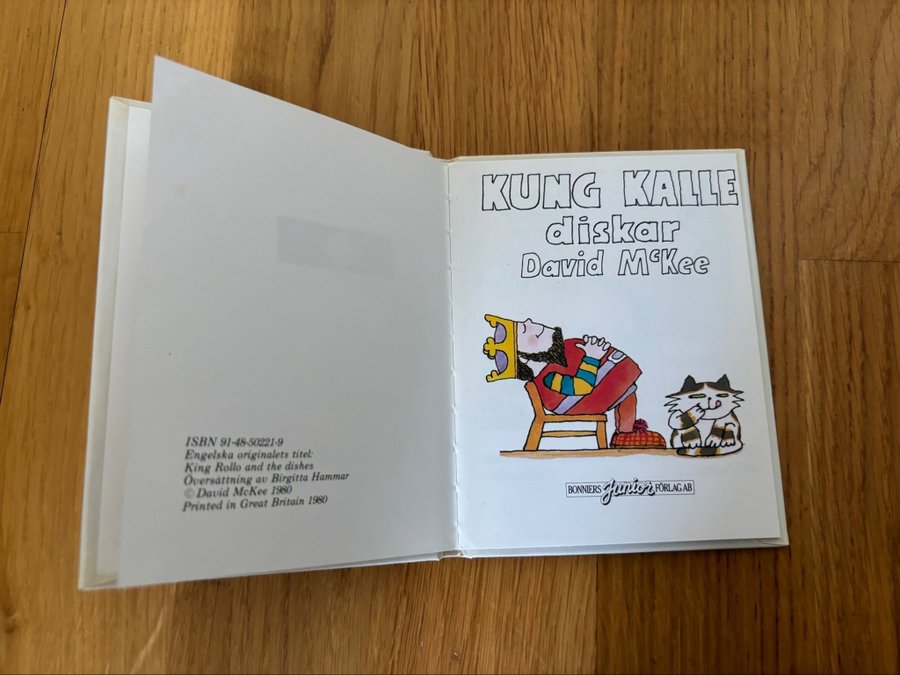 ISBN 91-48-50221-9
Engelska originalets titel:
King Rollo and the dishes
Översättning av Birgitta Hammar
© David McKee 1980
Printed in Great Britain 1980
KUNG KALLE
diskar
David McKee
BONNIERS Junior FÖRLAG AB